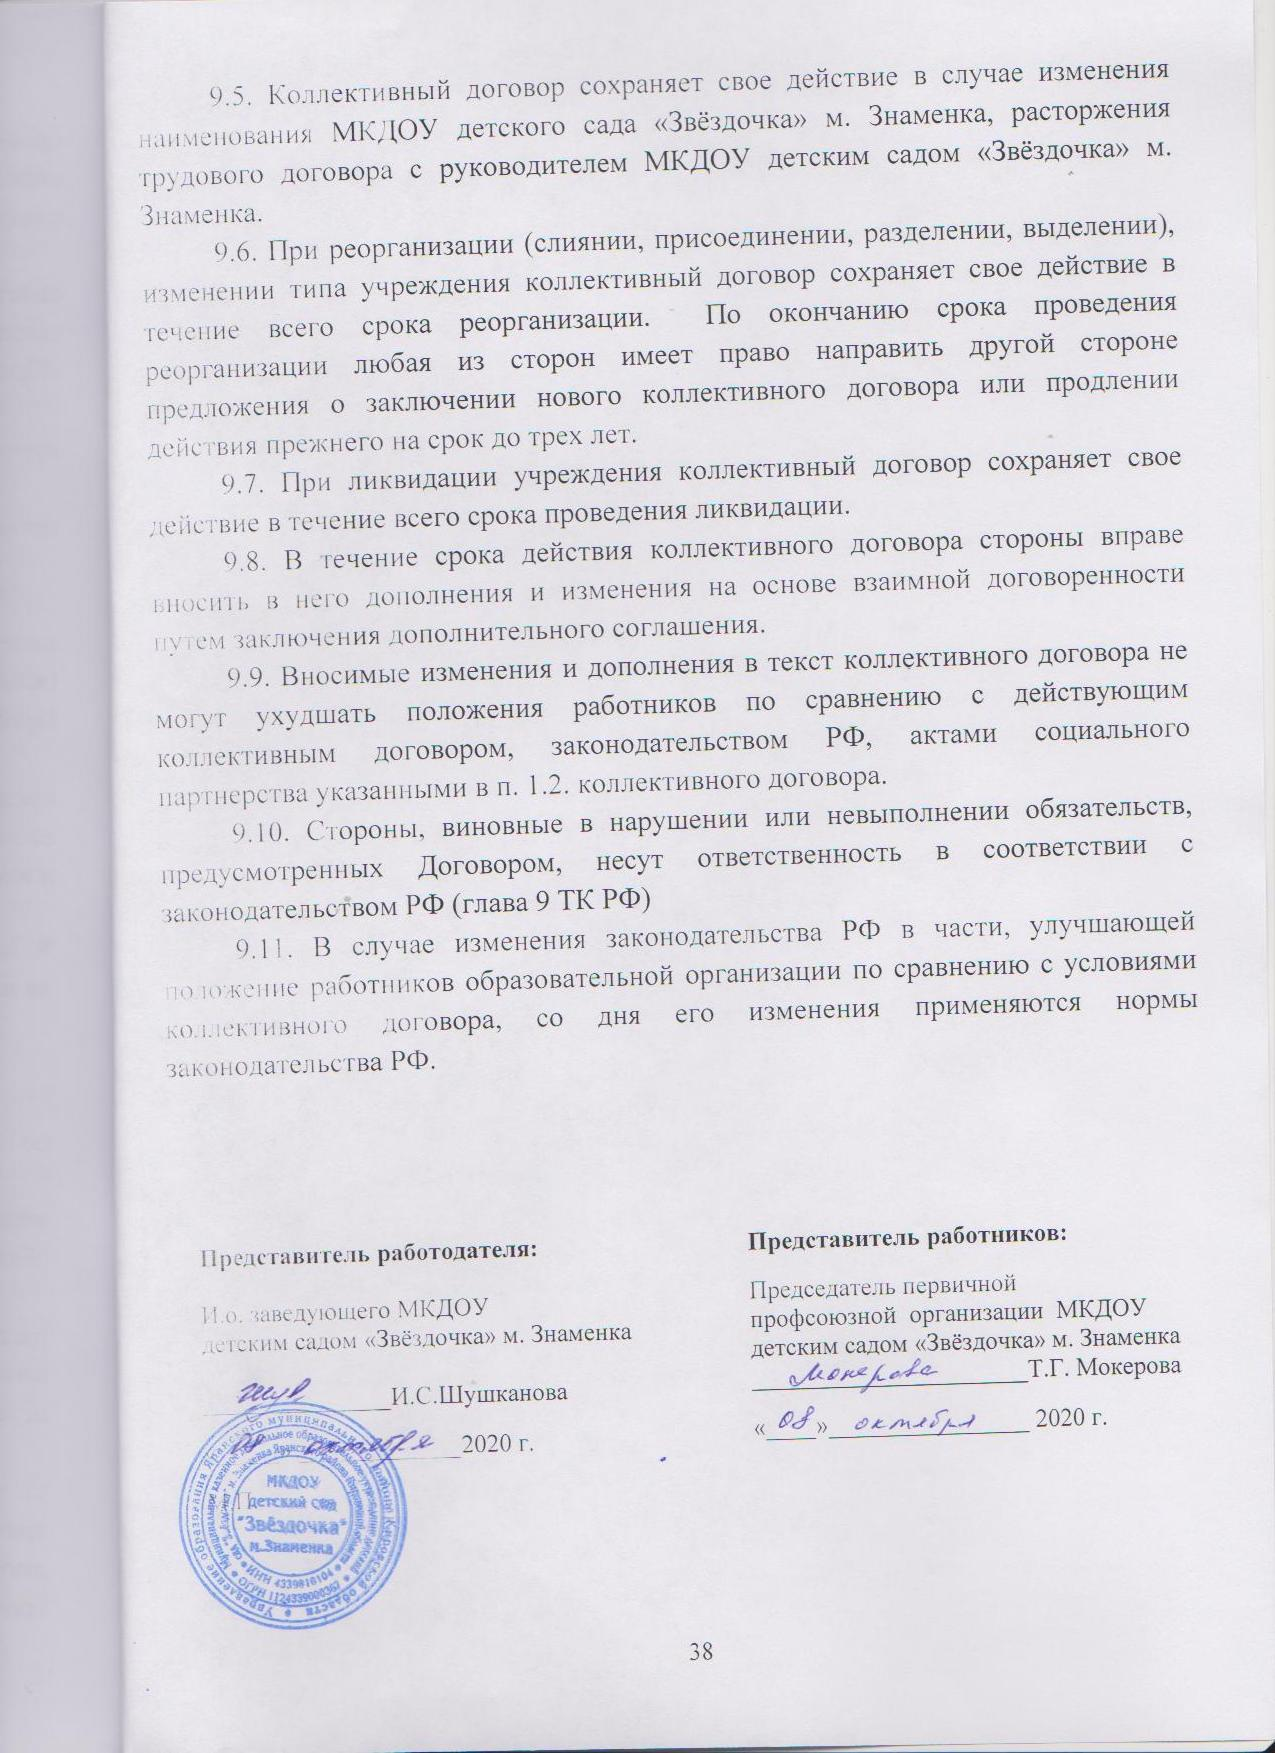 9.5. Коллективный договор сохраняет свое действие в случае изменения
наименования МКДОУ детского сада «Звёздочка» м. Знаменка, расторжения
трудового договора с руководителем МКДОУ детским садом «Звёздочка» м.
Знаменка.
9.6. При реорганизации (слиянии, присоединении, разделении, выделении),
изменении типа учреждения коллективный договор сохраняет свое действие в
течение всего срока реорганизации. По окончанию срока проведения
реорганизации любая из сторон имеет право направить другой стороне
предложения о заключении нового коллективного договора или продлении
действия прежнего на срок до трех лет.
9.7. При ликвидации учреждения коллективный договор сохраняет свое
действие в течение всего срока проведения ликвидации.
9.8. В течение срока действия коллективного договора стороны вправе
вносить в него дополнения и изменения на основе взаимной договоренности
путем заключения дополнительного соглашения.
9.9. Вносимые изменения и дополнения в текст коллективного договора не
могут ухудшать положения работников по сравнению с действующим
коллективным договором, законодательством РФ, актами социального
партнерства указанными в п. 1.2. коллективного договора.
9.10. Стороны, виновные в нарушении или невыполнении обязательств,
предусмотренных Договором, несут ответственность в соответствии с
законодательством РФ (глава 9 ТК РФ)
9.11. В случае изменения законодательства РФ в части, улучшающей
положение работников образовательной организации по сравнению с условиями
коллективного договора, со дня его изменения применяются нормы
законодательства РФ.
Представитель работодателя:
И.о. заведующего МКДОУ
детским садом «Звёздочка» м. Знаменка
И.С.Шушканова
октября 2020 г.
МКДОУ
детский сад
"Звёздочка"
м.Знаменка
Представитель работников:
Председатель первичной
профсоюзной организации МКДОУ
детским садом «Звёздочка» м. Знаменка
Мокерова Т.Г. Мокерова
«08» октября 2020 г.
38